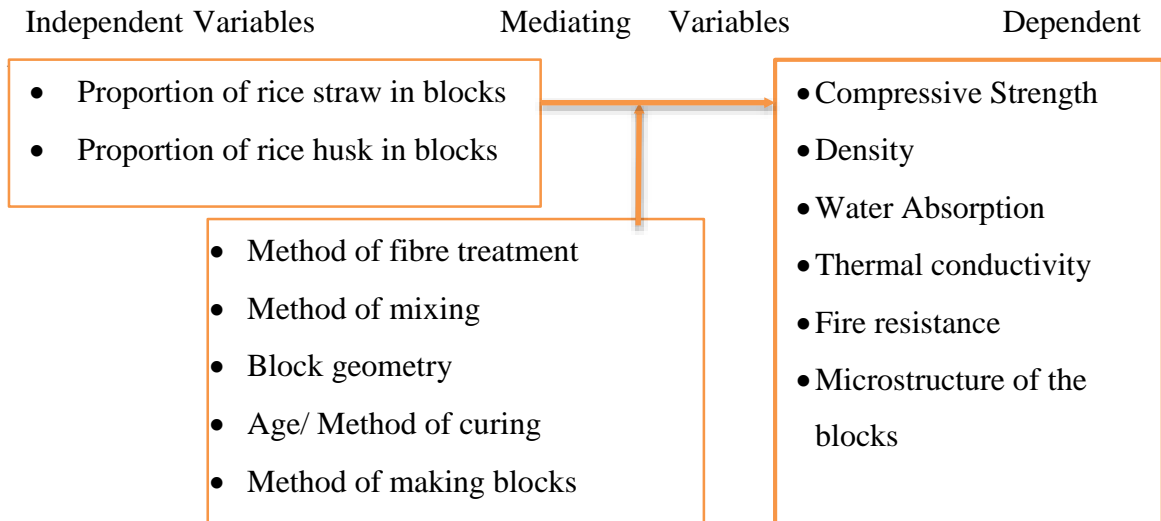 Independent Variables Mediating Variables Dependent
• Proportion of rice straw in blocks
• Proportion of rice husk in blocks
• Method of fibre treatment
• Method of mixing
• Block geometry
• Age/ Method of curing
• Method of making blocks
• Compressive Strength
• Density
• Water Absorption
• Thermal conductivity
• Fire resistance
• Microstructure of the
blocks